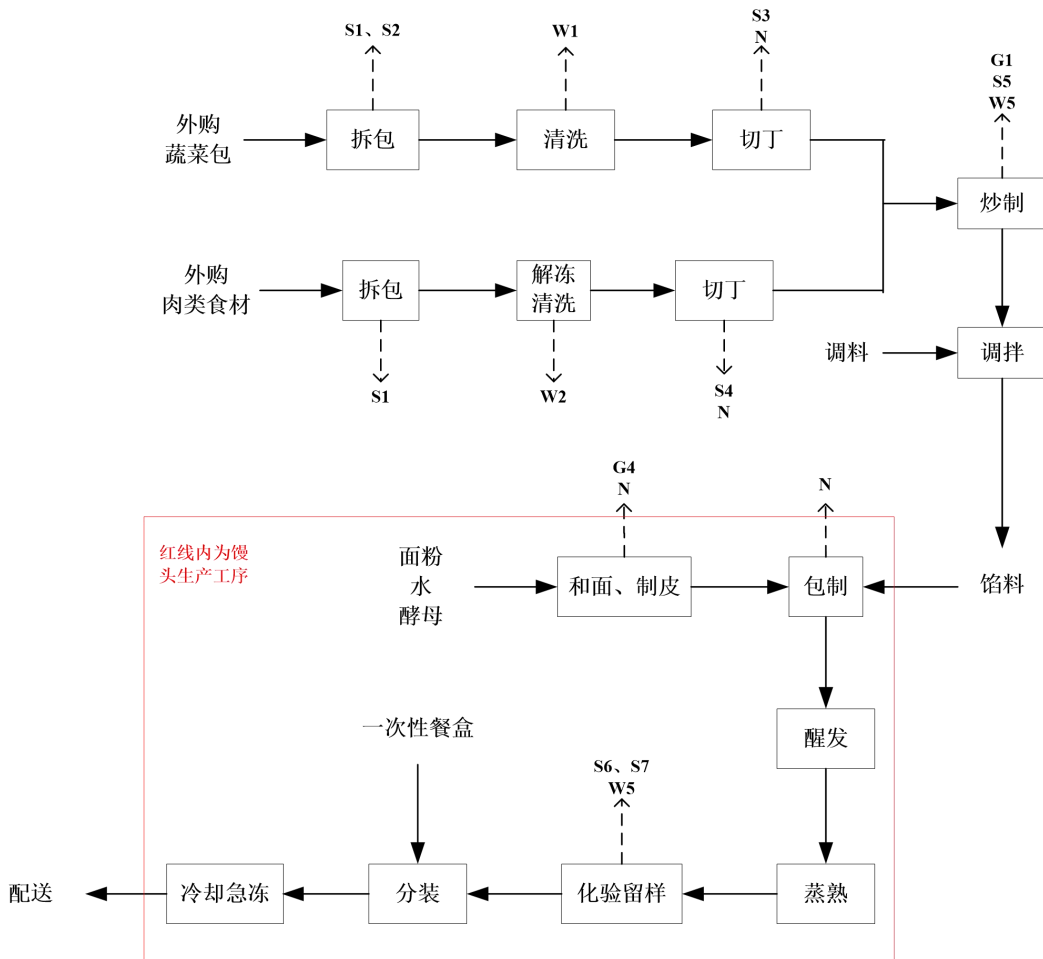 S1、S2
W1
S3
N
G1
S5
W5
外购
蔬菜包
拆包
清洗
切丁
炒制
外购
肉类食材
拆包
解冻
清洗
切丁
S1
W2
S4
N
调料
调拌
G4
N
N
红线内为馒
头生产工序
面粉
水
酵母
和面、制皮
包制
馅料
一次性餐盒
醒发
S6、S7
W5
配送
冷却急冻
分装
化验留样
蒸熟